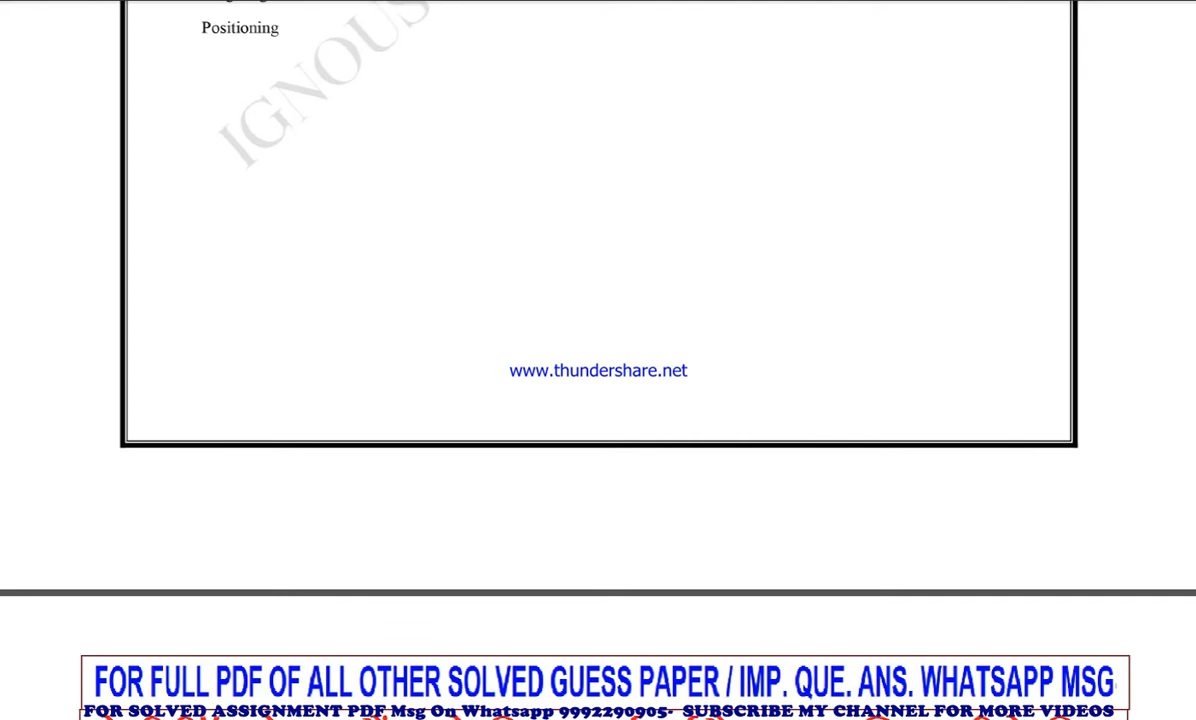 Positioning
IGNOUS
www.thundershare.net
FOR FULL PDF OF ALL OTHER SOLVED GUESS PAPER / IMP. QUE. ANS. WHATSAPP MSG
FOR SOLVED ASSIGNMENT PDF Msg On Whatsapp 9992290905- SUBSCRIBE MY CHANNEL FOR MORE VIDEOS